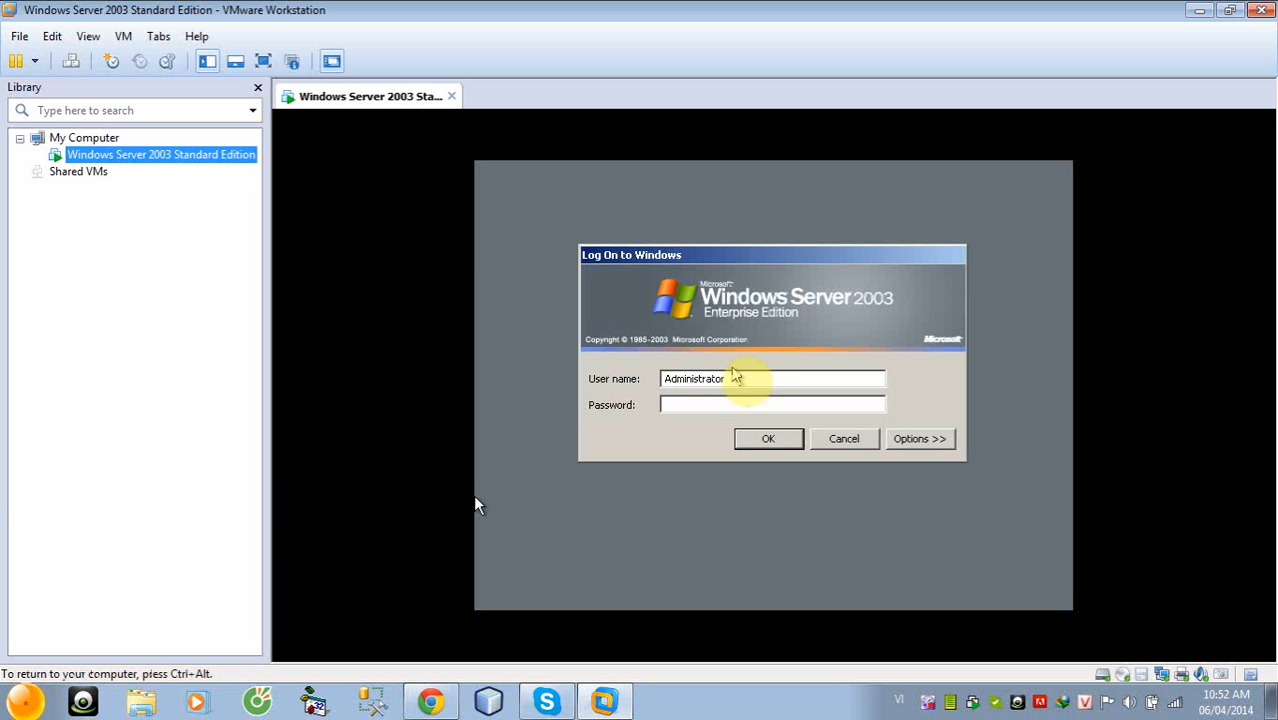 Windows Server 2003 Standard Edition - VMware Workstation
File Edit View VM Tabs Help
Library
Windows Server 2003 Sta...
Type here to search
My Computer
Windows Server 2003 Standard Edition
Shared VMs
Log On to Windows
Microsoft
Windows Server 2003
Enterprise Edition
Copyright © 1985-2003 Microsoft Corporation
Microsoft
User name: Administrator
Password:
OK Cancel Options >>
To return to your computer, press Ctrl+Alt.
32
VI
10:52 AM
06/04/2014